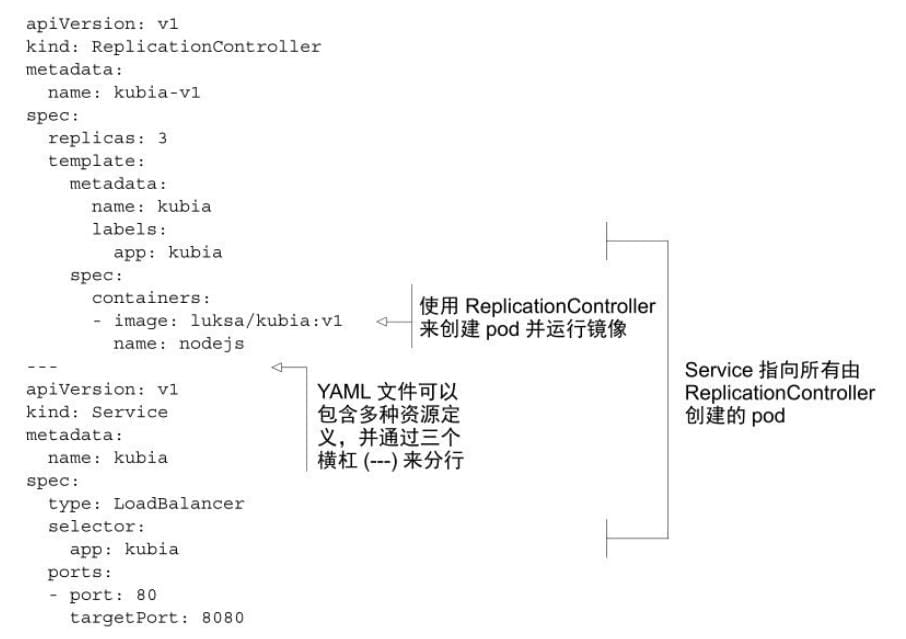 apiVersion: v1
kind: ReplicationController
metadata:
  name: kubia-v1
spec:
  replicas: 3
  template:
    metadata:
      name: kubia
      labels:
        app: kubia
    spec:
      containers:
      - image: luksa/kubia:v1
        name: nodejs
---
apiVersion: v1
kind: Service
metadata:
  name: kubia
spec:
  type: LoadBalancer
  selector:
    app: kubia
  ports:
  - port: 80
    targetPort: 8080
使用 ReplicationController
来创建 pod 并运行镜像
YAML 文件可以
包含多种资源定
义，并通过三个
横杠 (---) 来分行
Service 指向所有由
ReplicationController
创建的 pod